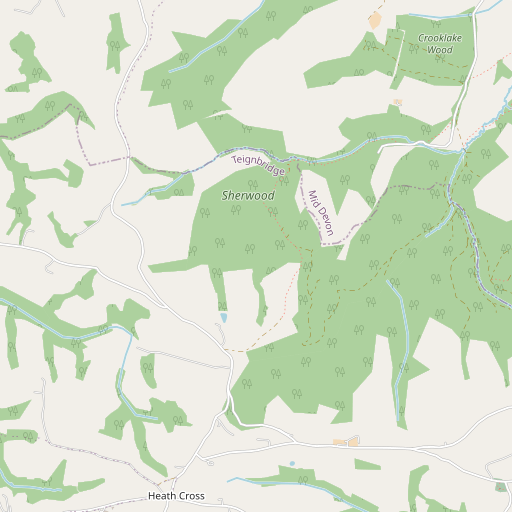 Crooklake
Wood
Teignbridge
Sherwood
Mid Devon
Heath Cross